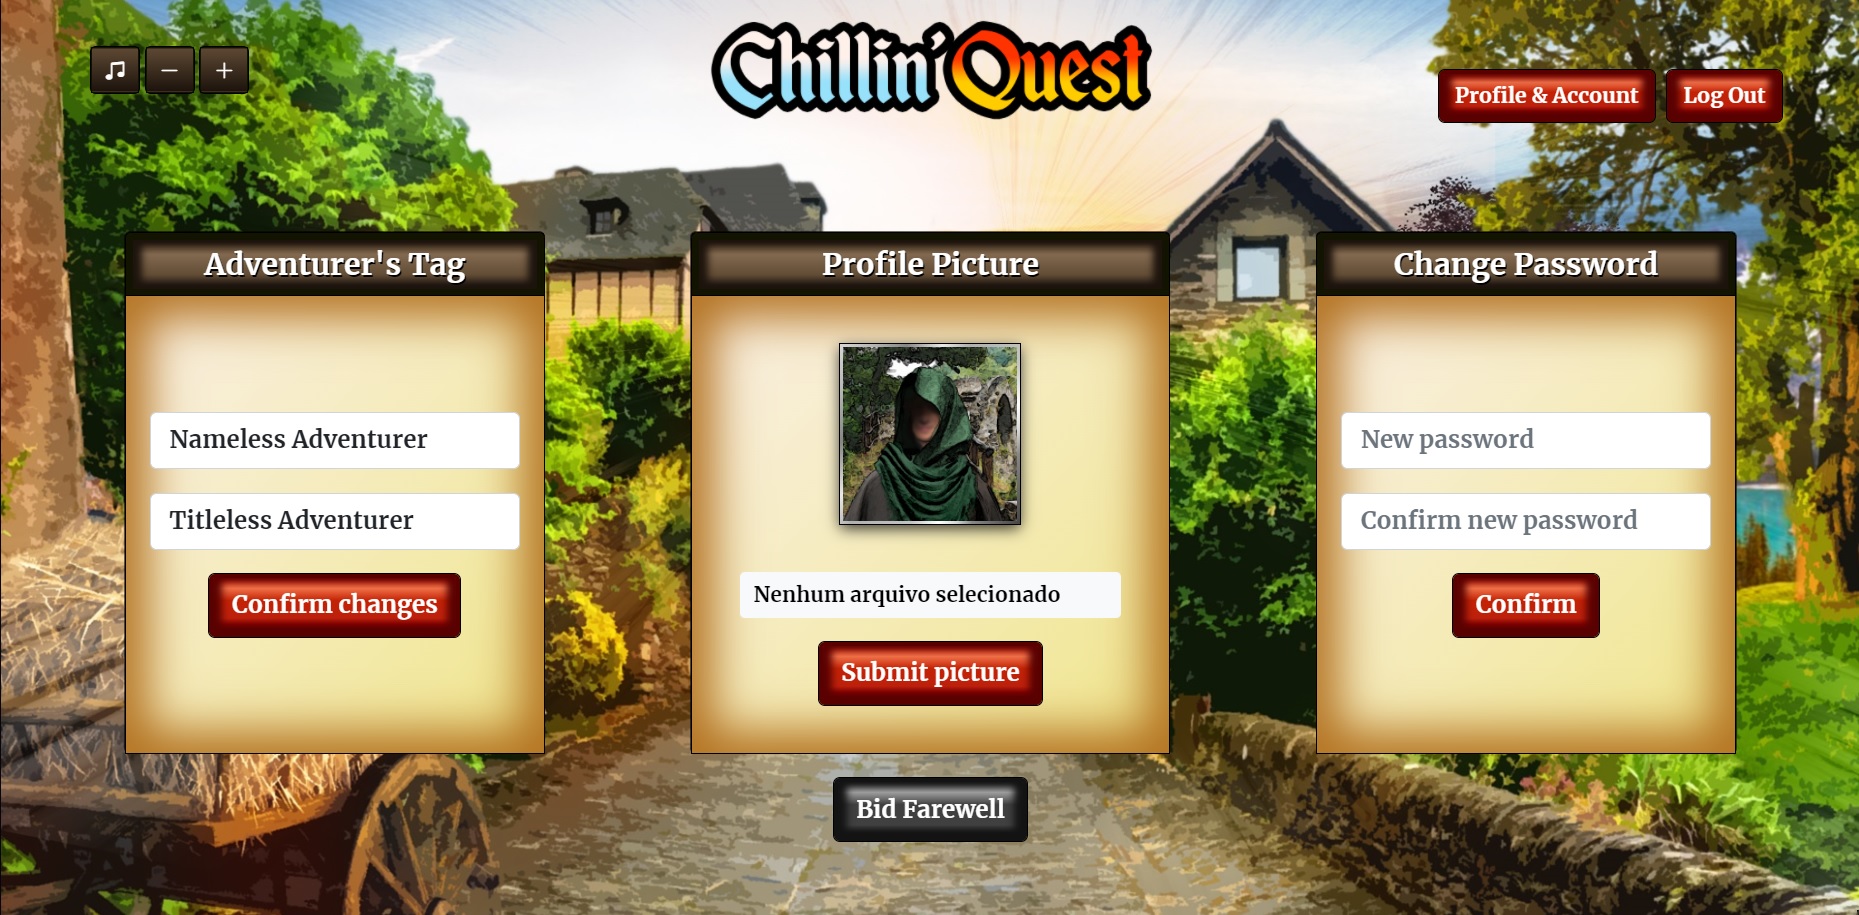 Chillin' Quest
Profile & Account
Log Out
Adventurer's Tag
Nameless Adventurer
Titleless Adventurer
Confirm changes
Profile Picture
Nenhum arquivo selecionado
Submit picture
Change Password
New password
Confirm new password
Confirm
Bid Farewell